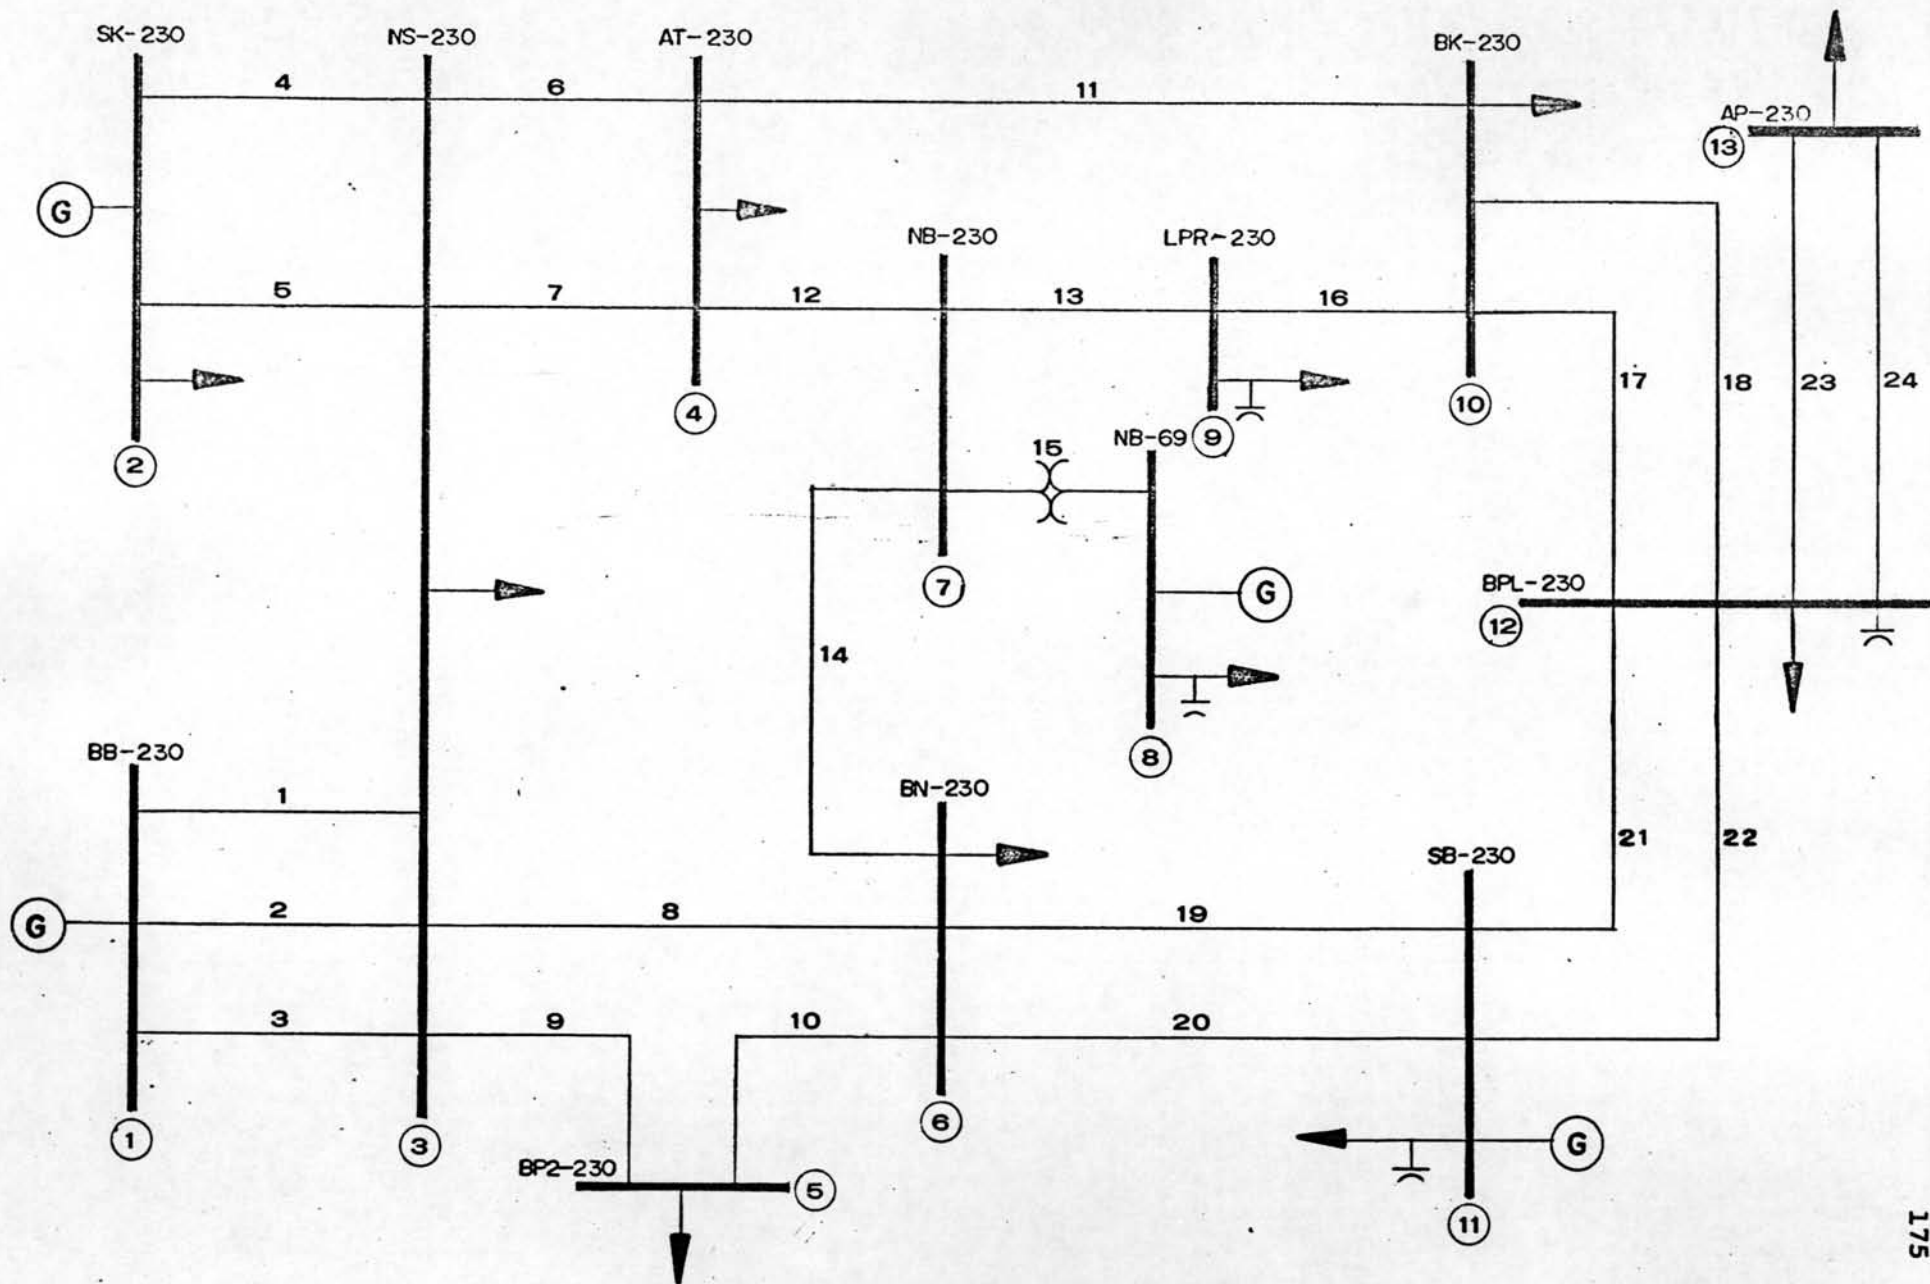 SK-230 NS-230 AT-230 BK-230
4 6 11
AP-230
13
G
NB-230 LPR-230
5 7 12 13 16
17 18 23 24
4 10
15 NB-69 9
2
7
G
BPL-230
12
14
BB-230
8
1
BN-230
21 22
SB-230
G 2 8 19
3 9 10 20
1 3 6 G
BP2-230 5
11
175